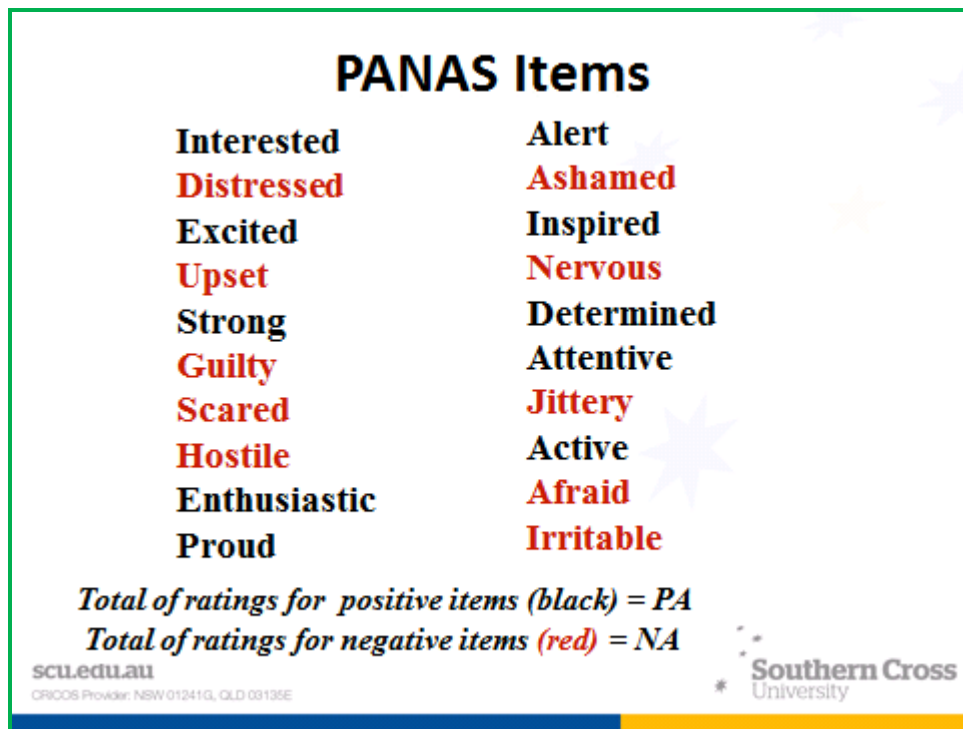 PANAS Items
Interested
Distressed
Excited
Upset
Strong
Guilty
Scared
Hostile
Enthusiastic
Proud
Alert
Ashamed
Inspired
Nervous
Determined
Attentive
Jittery
Active
Afraid
Irritable
Total of ratings for positive items (black) = PA
Total of ratings for negative items (red) = NA
scu.edu.au
CRICOS Provider: NSW 01241G, QLD 03135E
Southern Cross
University